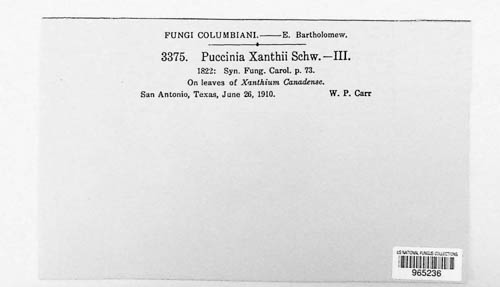 FUNGI COLUMBIANI.——E. Bartholomew.
3375. Puccinia Xanthii Schw.—III.
1822: Syn. Fung. Carol. p. 73.
On leaves of Xanthium Canadense.
San Antonio, Texas, June 26, 1910. W. P. Carr
US NATIONAL FUNGUS COLLECTIONS
965236